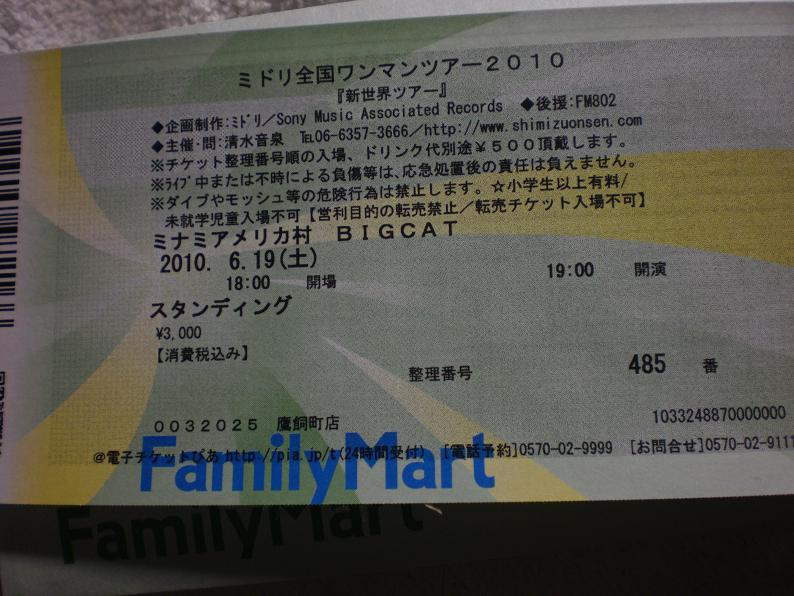 ミドリ全国ワンマンツアー２０１０
『新世界ツアー』
◆企画制作:ﾐﾄﾞﾘ／Sony Music Associated Records　◆後援:FM802
◆主催・問:清水音泉　℡06-6357-3666／http://www.shimizuonsen.com
※チケット整理番号順の入場、ドリンク代別途￥５００頂戴します。
※ﾗｲﾌﾞ中または不時による負傷等は、応急処置後の責任は負えません。
※ダイブやモッシュ等の危険行為は禁止します。☆小学生以上有料/
未就学児童入場不可【営利目的の転売禁止／転売チケット入場不可】
ミナミアメリカ村　ＢＩＧＣＡＴ
2010. 6.19(土)
18:00　開場　19:00　開演
スタンディング
¥3,000
【消費税込み】
整理番号　485　番
００３２０２５　鷹飼町店　1033248870000000
@電子チケットぴあ http://pia.jp/t(24時間受付)　[電話予約]0570-02-9999　[お問合せ]0570-02-9111
FamilyMart
FamilyMart